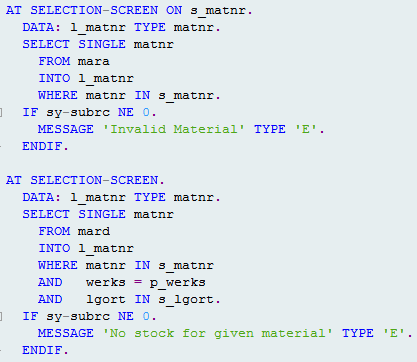 AT SELECTION-SCREEN ON s_matnr.
DATA: l_matnr TYPE matnr.
SELECT SINGLE matnr
FROM mara
INTO l_matnr
WHERE matnr IN s_matnr.
IF sy-subrc NE 0.
MESSAGE 'Invalid Material' TYPE 'E'.
ENDIF.
AT SELECTION-SCREEN.
DATA: l_matnr TYPE matnr.
SELECT SINGLE matnr
FROM mard
INTO l_matnr
WHERE matnr IN s_matnr
AND werks = p_werks
AND lgort IN s_lgort.
IF sy-subrc NE 0.
MESSAGE 'No stock for given material' TYPE 'E'.
ENDIF.